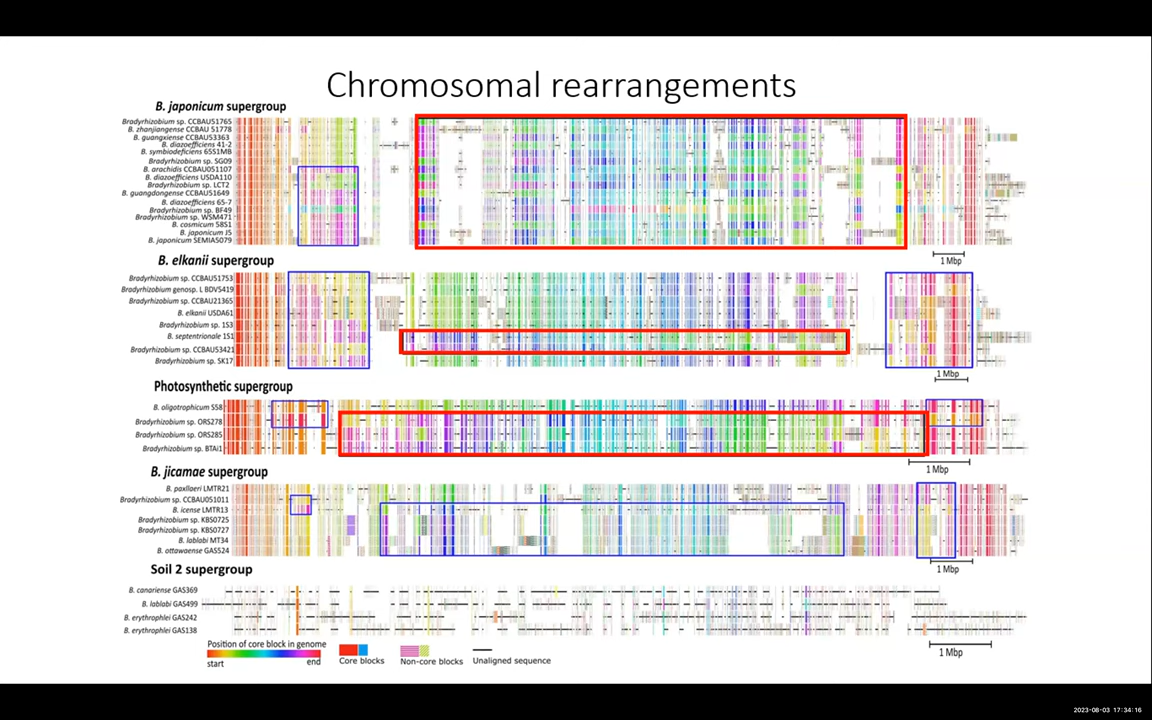 Chromosomal rearrangements
B. japonicum supergroup
Bradyrhizobium sp. CCBAU51765
B. zhanjiangense CCBAU 51778
B. guangxiense CCBAU53363
B. diazoefficiens 41-2
B. symbiodeficiens 65S1MB
Bradyrhizobium sp. SG09
B. arachidis CCBAU051107
B. diazoefficiens USDA110
Bradyrhizobium sp. LCT2
B. guangdongense CCBAU51649
B. diazoefficiens 65-7
Bradyrhizobium sp. BF49
Bradyrhizobium sp. WSM471
B. cosmicum 58S1
B. japonicum J5
B. japonicum SEMIA5079
1 Mbp
B. elkanii supergroup
Bradyrhizobium sp. CCBAU51753
Bradyrhizobium genosp. L BDV5419
Bradyrhizobium sp. CCBAU21365
B. elkanii USDA61
Bradyrhizobium sp. 1S3
B. septentrionale 1S1
Bradyrhizobium sp. CCBAU53421
Bradyrhizobium sp. SK17
1 Mbp
Photosynthetic supergroup
B. oligotrophicum S58
Bradyrhizobium sp. ORS278
Bradyrhizobium sp. ORS285
Bradyrhizobium sp. BTAi1
1 Mbp
B. jicamae supergroup
B. paxllaeri LMTR21
Bradyrhizobium sp. CCBAU051011
B. icense LMTR13
Bradyrhizobium sp. KBS0725
Bradyrhizobium sp. KBS0727
B. lablabi MT34
B. ottawaense GAS524
1 Mbp
Soil 2 supergroup
B. canariense GAS369
B. lablabi GAS499
B. erythrophlei GAS242
B. erythrophlei GAS138
1 Mbp
Position of core block in genome
start end
Core blocks
Non-core blocks
Unaligned sequence
2023-08-03 17:34:16